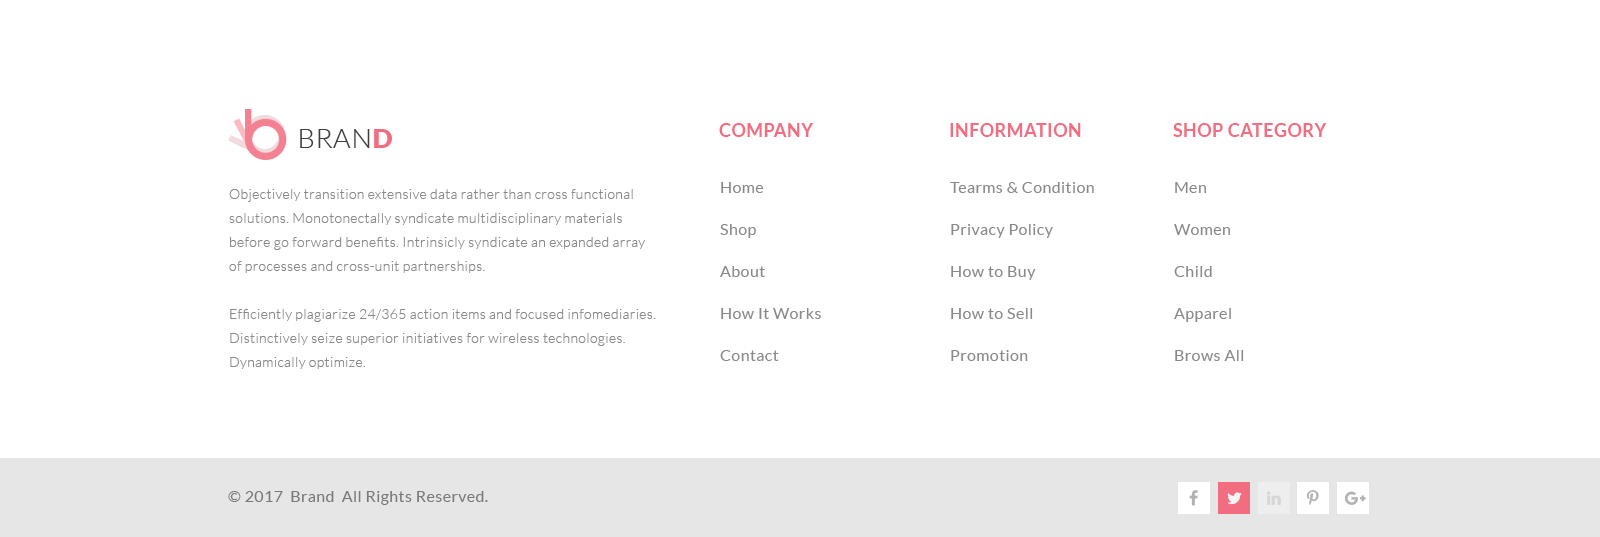 BRAND
Objectively transition extensive data rather than cross functional
solutions. Monotonectally syndicate multidisciplinary materials
before go forward benefits. Intrinsicly syndicate an expanded array
of processes and cross-unit partnerships.
Efficiently plagiarize 24/365 action items and focused infomediaries.
Distinctively seize superior initiatives for wireless technologies.
Dynamically optimize.
COMPANY
Home
Shop
About
How It Works
Contact
INFORMATION
Tearms & Condition
Privacy Policy
How to Buy
How to Sell
Promotion
SHOP CATEGORY
Men
Women
Child
Apparel
Brows All
© 2017 Brand All Rights Reserved.